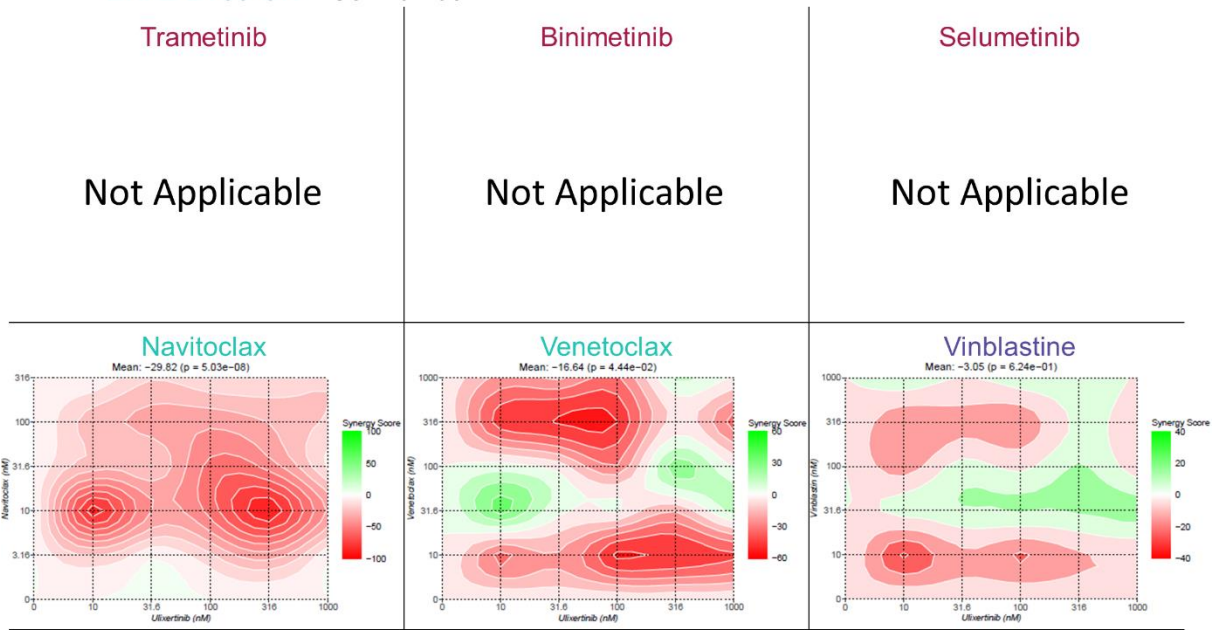 Trametinib
Binimetinib
Selumetinib
Not Applicable
Not Applicable
Not Applicable
Navitoclax
Mean: −29.82 (p = 5.03e−08)
316
100
31.6
10
3.16
0
Navitoclax (nM)
0
10
31.6
100
316
1000
Ulixertinib (nM)
Synergy Score
100
50
0
−50
−100
Venetoclax
Mean: −16.64 (p = 4.44e−02)
1000
316
100
31.6
10
0
Venetoclax (nM)
0
10
31.6
100
316
1000
Ulixertinib (nM)
Synergy Score
60
30
0
−30
−60
Vinblastine
Mean: −3.05 (p = 6.24e−01)
1000
316
100
31.6
10
0
Vinblastin (nM)
0
10
31.6
100
316
1000
Ulixertinib (nM)
Synergy Score
40
20
0
−20
−40